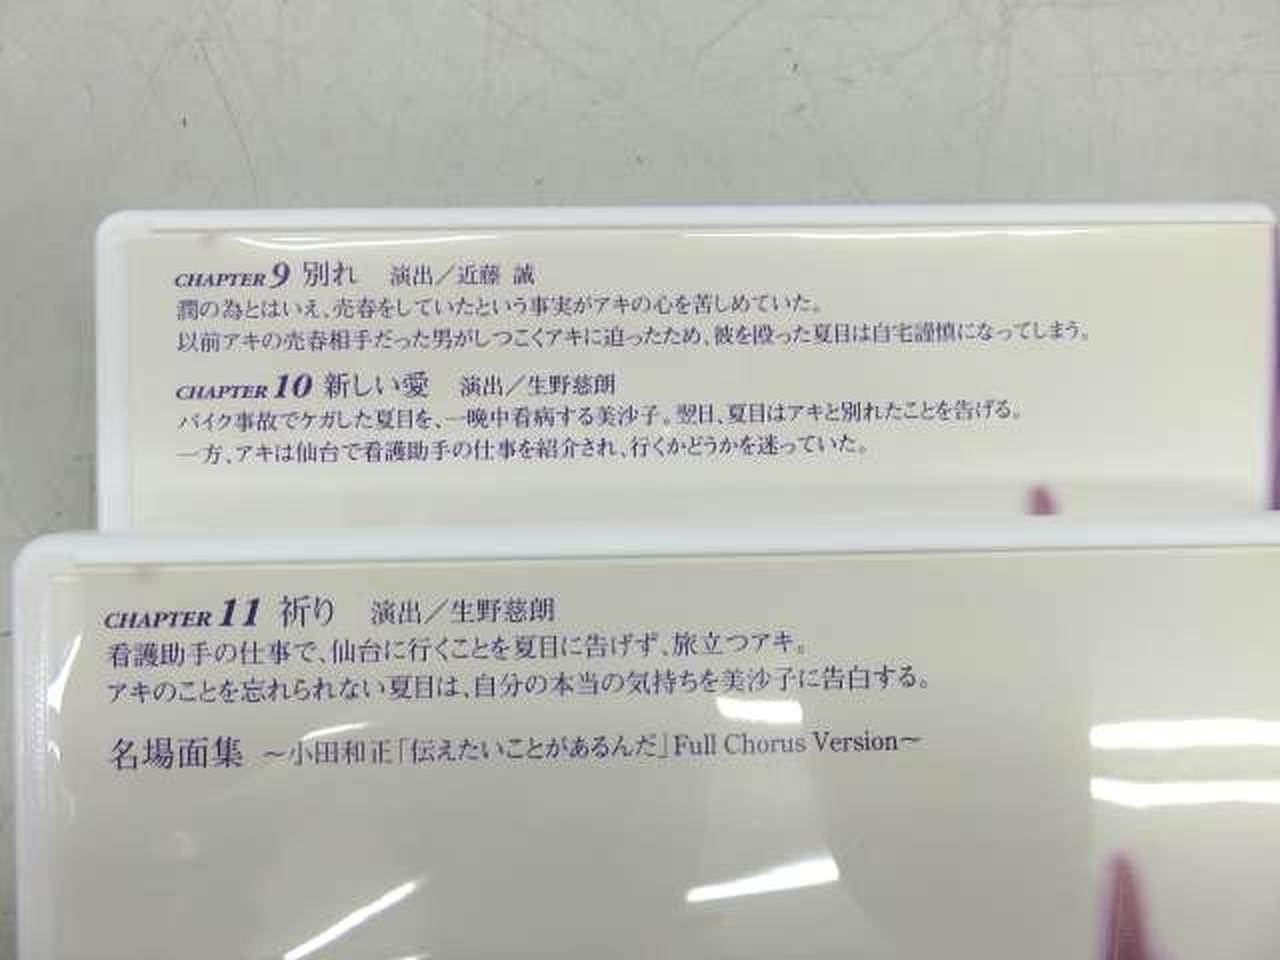 CHAPTER 9 別れ 演出／近藤 誠
潤の為とはいえ、売春をしていたという事実がアキの心を苦しめていた。
以前アキの売春相手だった男がしつこくアキに迫ったため、彼を殴った夏目は自宅謹慎になってしまう。
CHAPTER 10 新しい愛 演出／生野慈朗
バイク事故でケガした夏目を、一晩中看病する美沙子。翌日、夏目はアキと別れたことを告げる。
一方、アキは仙台で看護助手の仕事を紹介され、行くかどうかを迷っていた。
CHAPTER 11 祈り 演出／生野慈朗
看護助手の仕事で、仙台に行くことを夏目に告げず、旅立つアキ。
アキのことを忘れられない夏目は、自分の本当の気持ちを美沙子に告白する。
名場面集 〜小田和正「伝えたいことがあるんだ」Full Chorus Version〜